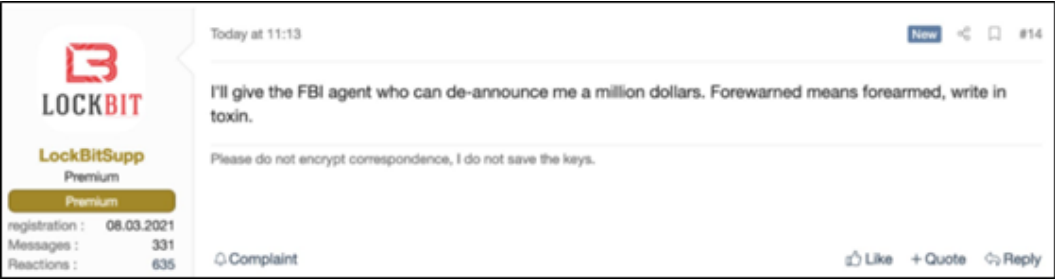 Today at 11:13
New
#14
LOCKBIT
I'll give the FBI agent who can de-announce me a million dollars. Forewarned means forearmed, write in
toxin.
LockBitSupp
Premium
Premium
Please do not encrypt correspondence, I do not save the keys.
registration : 08.03.2021
Messages : 331
Reactions : 635
Complaint
Like
+ Quote
Reply